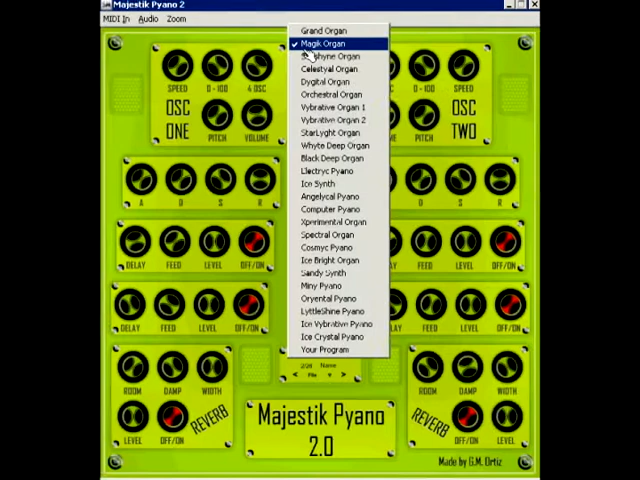 Majestik Pyano 2
MIDI In Audio Zoom
Grand Organ
Magik Organ
Celestyal Organ
Dygital Organ
Orchestral Organ
Vybrative Organ 1
Vybrative Organ 2
StarLyght Organ
Whyte Deep Organ
Black Deep Organ
Electryc Pyano
Ice Synth
Angelycal Pyano
Computer Pyano
Xperimental Organ
Spectral Organ
Cosmyc Pyano
Ice Bright Organ
Sandy Synth
Miny Pyano
Oryental Pyano
LyttleShine Pyano
Ice Vybrative Pyano
Ice Crystal Pyano
Your Program
SPEED 0-100 4 OSC
OSC ONE PITCH VOLUME
PITCH OSC TWO
SPEED
A D S R
D S R
DELAY FEED LEVEL OFF/ON
FEED LEVEL OFF/ON
DELAY FEED LEVEL OFF/ON
FEED LEVEL OFF/ON
ROOM DAMP WIDTH
ROOM DAMP WIDTH
LEVEL OFF/ON REVERB
REVERB OFF/ON LEVEL
Name
File
Majestik Pyano
2.0
Made by G.M. Ortiz